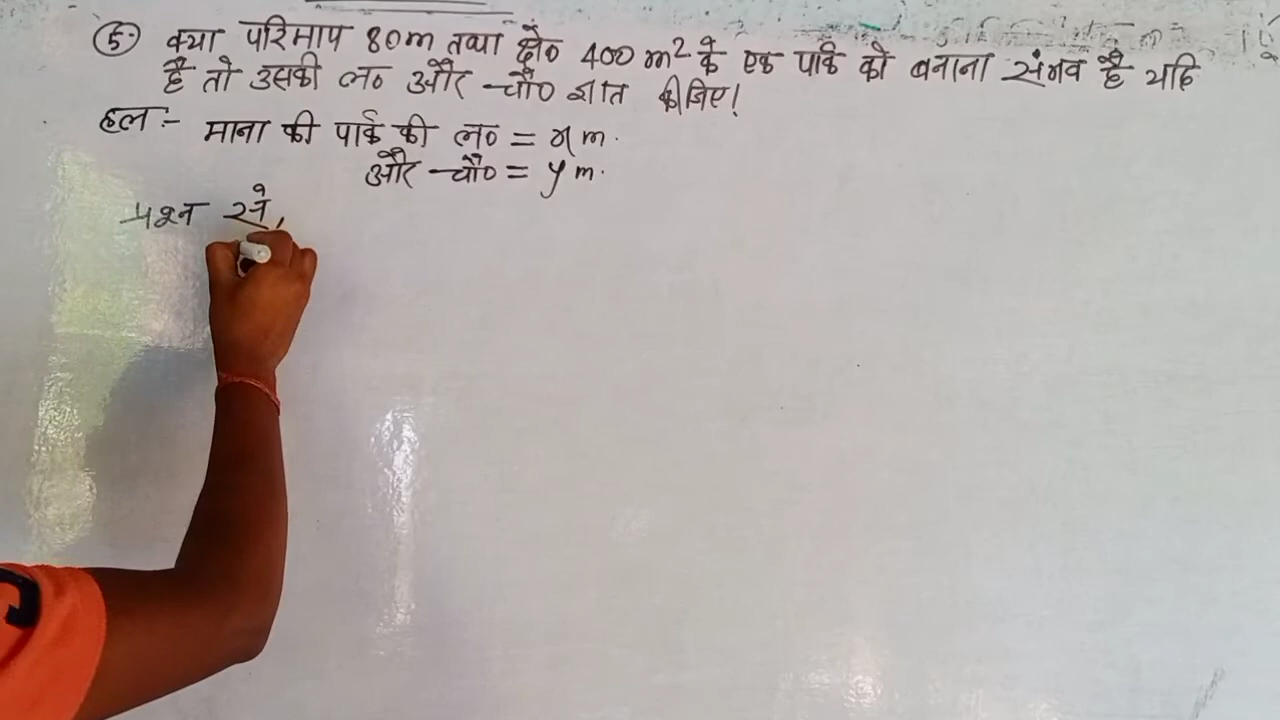 5. क्या परिमाप 80m तथा क्षे० 400 m² के एक पार्क को बनाना संभव है यदि
है तो उसकी ल० और चौ० ज्ञात कीजिए!
हल:- माना की पार्क की ल० = x m.
और चौ० = y m.
प्रश्न से,